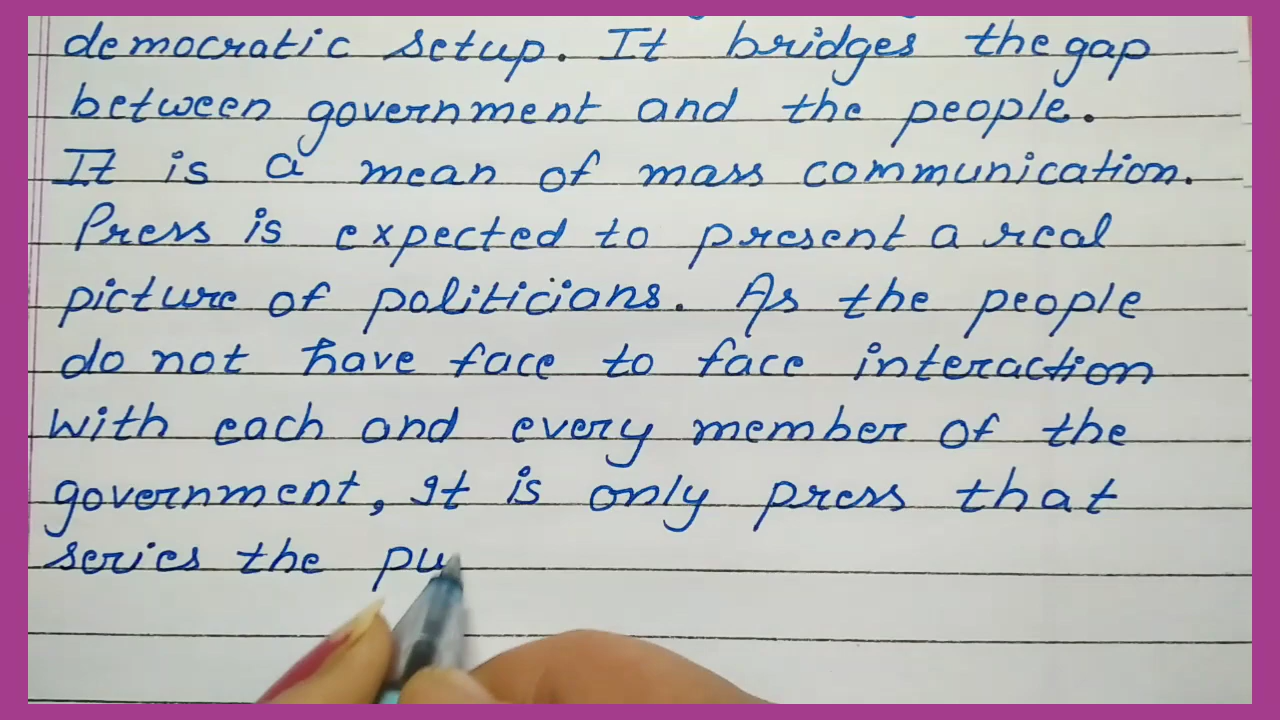 democratic setup. It bridges the gap
between government and the people.
It is a mean of mass communication.
Press is expected to present a real
picture of politicians. As the people
do not have face to face interaction
with each and every member of the
government, It is only press that
series the pu